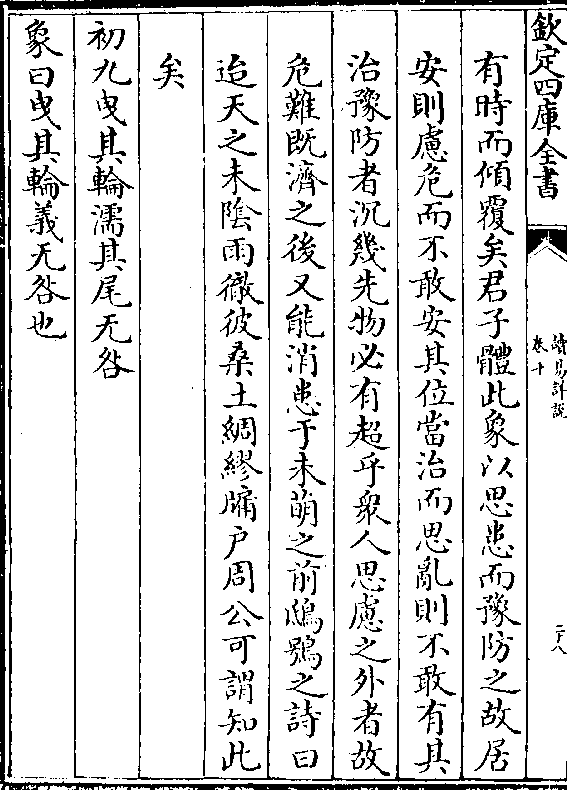 欽定四庫全書
讀易詳說
卷十
二十八
有時而傾覆矣君子體此象以思患而豫防之故居
安則慮危而不敢安其位當治而思亂則不敢有其
治豫防者沉幾先物必有超乎衆人思慮之外者故
危難既濟之後又能消患于未萌之前鴟鴞之詩曰
迨天之未陰雨徹彼桑土綢繆牖戶周公可謂知此
矣
初九曳其輪濡其尾无咎
象曰曳其輪義无咎也